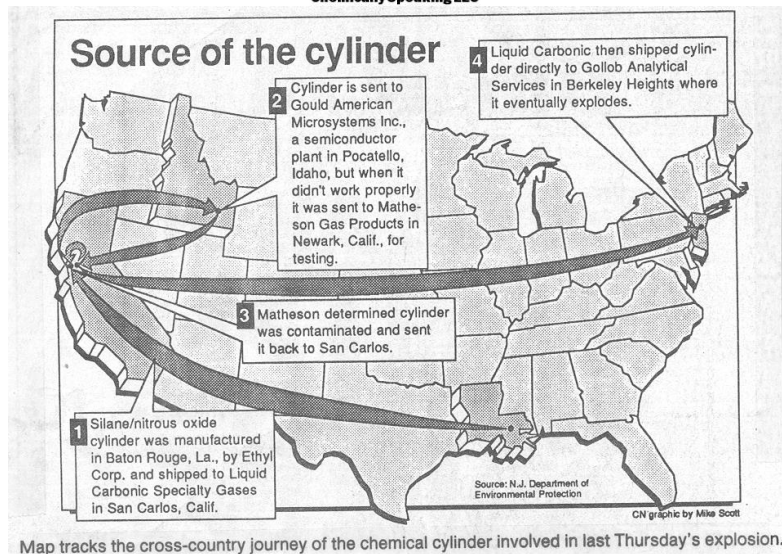 Chemically Speaking LLC
Source of the cylinder
1 Silane/nitrous oxide
cylinder was manufactured
in Baton Rouge, La., by Ethyl
Corp. and shipped to Liquid
Carbonic Specialty Gases
in San Carlos, Calif.
2 Cylinder is sent to
Gould American
Microsystems Inc.,
a semiconductor
plant in Pocatello,
Idaho, but when it
didn't work properly
it was sent to Mathe-
son Gas Products in
Newark, Calif., for
testing.
3 Matheson determined cylinder
was contaminated and sent
it back to San Carlos.
4 Liquid Carbonic then shipped cylin-
der directly to Gollob Analytical
Services in Berkeley Heights where
it eventually explodes.
Source: N.J. Department of
Environmental Protection
CN graphic by Mike Scott
Map tracks the cross-country journey of the chemical cylinder involved in last Thursday's explosion.